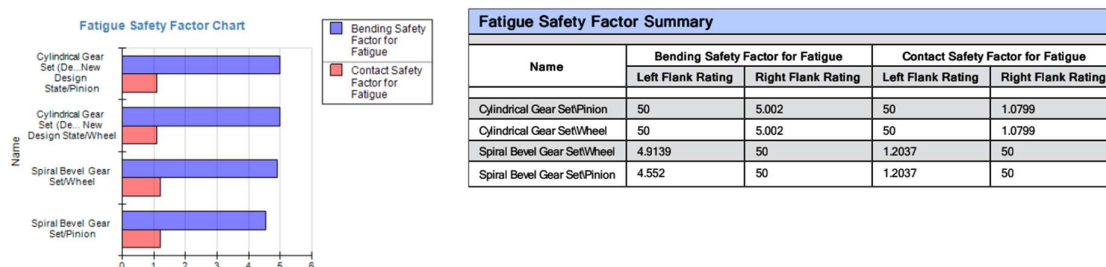 Fatigue Safety Factor Chart
Cylindrical Gear
Set (De...New
Design
State/Pinion
Cylindrical Gear
Set (De... New
Design State/Wheel
Spiral Bevel Gear
Set/Wheel
Spiral Bevel Gear
Set/Pinion
Name
0 1 2 3 4 5 6
Bending Safety
Factor for
Fatigue
Contact Safety
Factor for
Fatigue
Fatigue Safety Factor Summary
Name Bending Safety Factor for Fatigue Contact Safety Factor for Fatigue
Left Flank Rating Right Flank Rating Left Flank Rating Right Flank Rating
Cylindrical Gear Set\Pinion 50 5.002 50 1.0799
Cylindrical Gear Set\Wheel 50 5.002 50 1.0799
Spiral Bevel Gear Set\Wheel 4.9139 50 1.2037 50
Spiral Bevel Gear Set\Pinion 4.552 50 1.2037 50